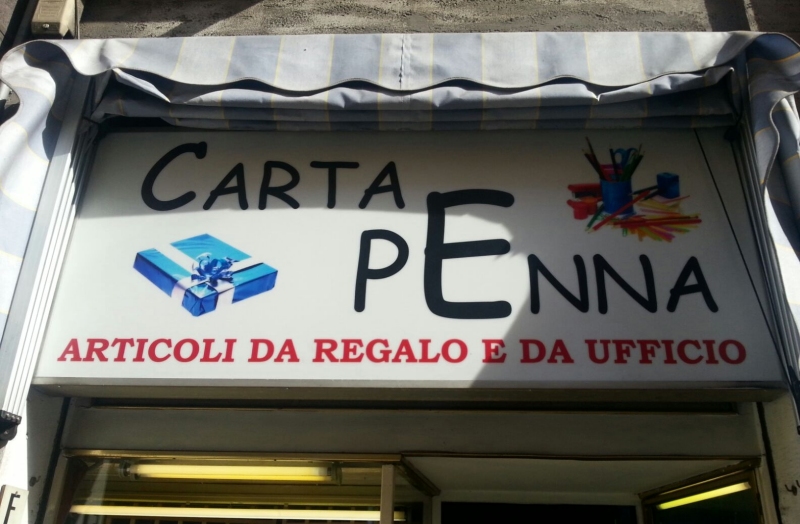 CARTA
PENNA
ARTICOLI DA REGALO E DA UFFICIO